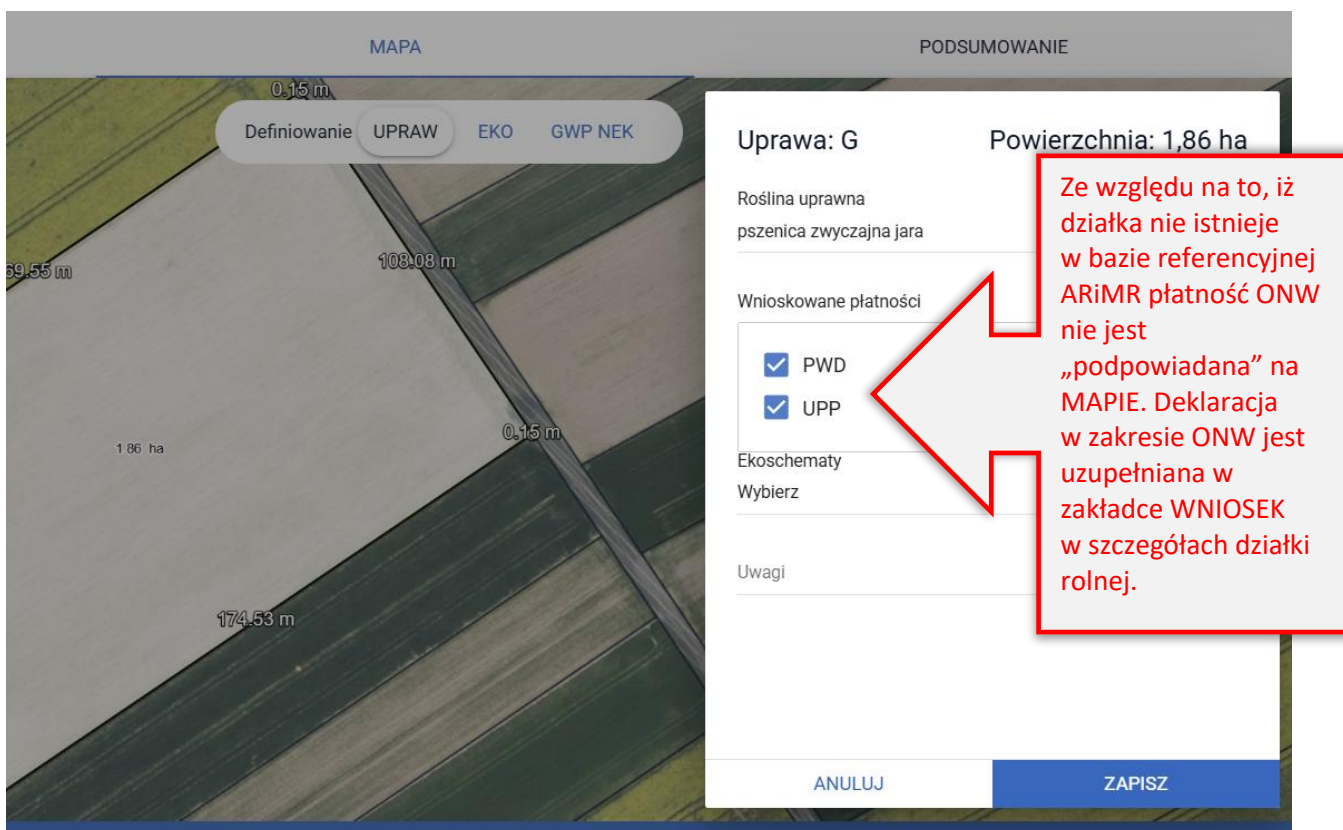 MAPA
PODSUMOWANIE
0.15 m
Definiowanie UPRAW EKO GWP NEK
69.55 m
108.08 m
0.15 m
1 86 ha
174.53 m
Uprawa: G
Powierzchnia: 1,86 ha
Roślina uprawna
pszenica zwyczajna jara
Wnioskowane płatności
PWD
UPP
Ekoschematy
Wybierz
Uwagi
ANULUJ
ZAPISZ
Ze względu na to, iż
działka nie istnieje
w bazie referencyjnej
ARiMR płatność ONW
nie jest
„podpowiadana” na
MAPIE. Deklaracja
w zakresie ONW jest
uzupełniana w
zakładce WNIOSEK
w szczegółach działki
rolnej.